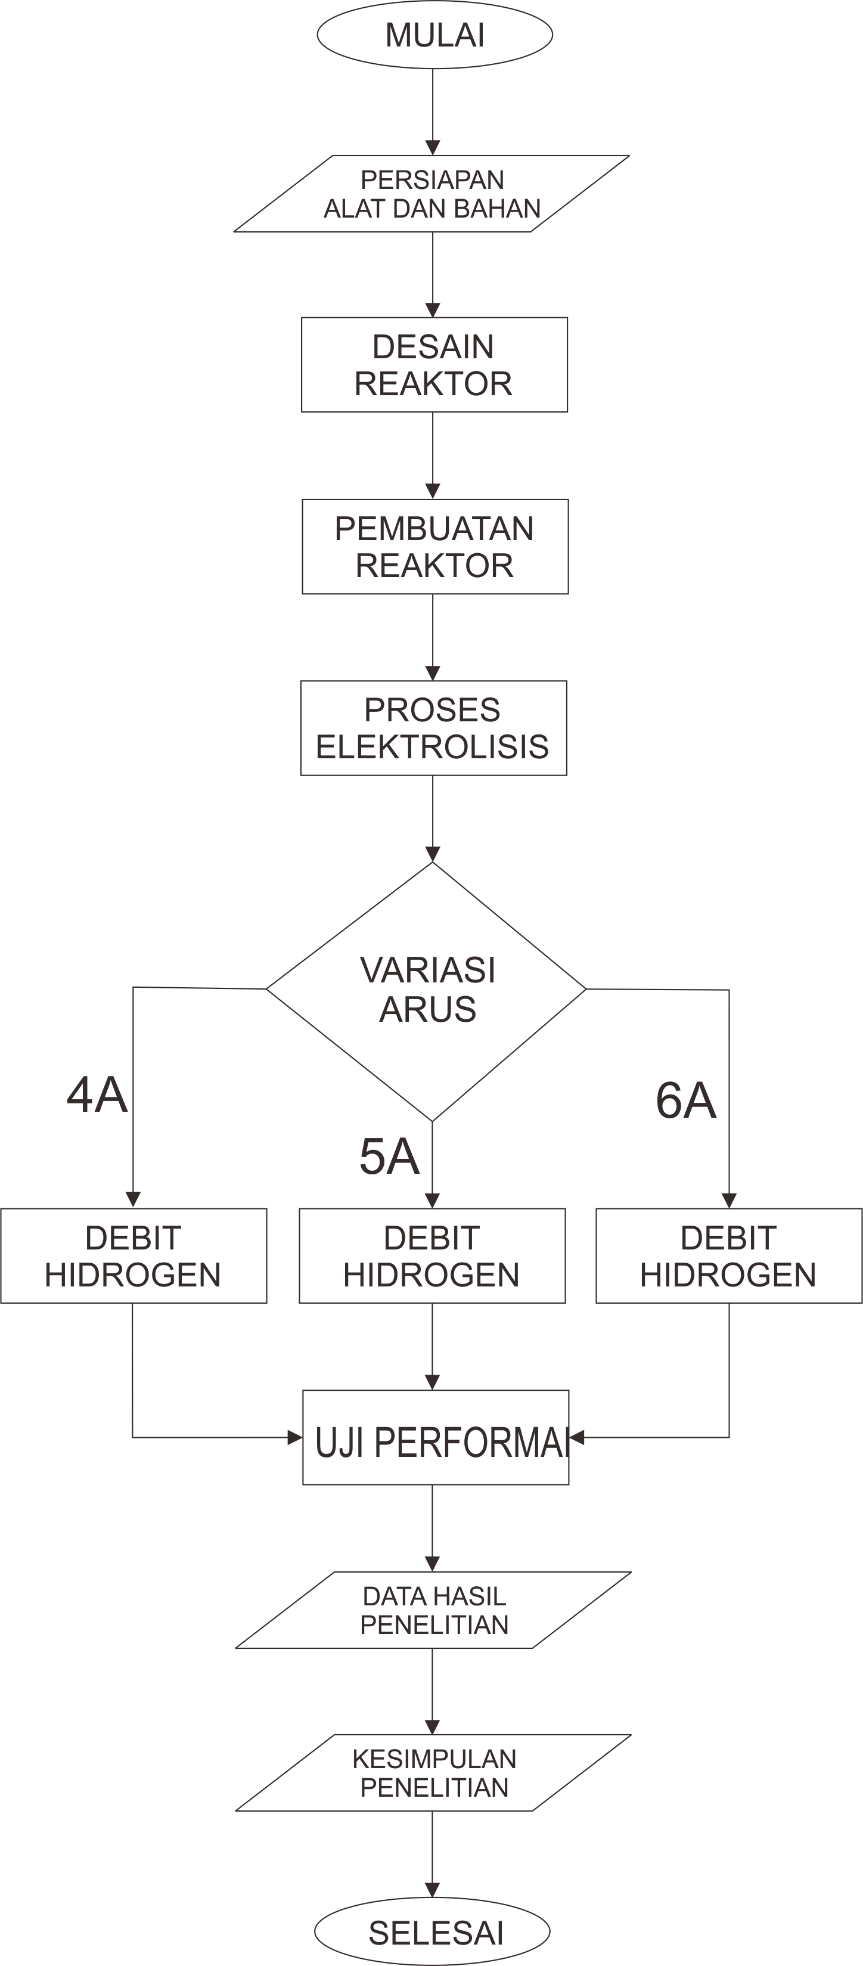 MULAI
PERSIAPAN
ALAT DAN BAHAN
DESAIN
REAKTOR
PEMBUATAN
REAKTOR
PROSES
ELEKTROLISIS
VARIASI
ARUS
4A
5A
6A
DEBIT
HIDROGEN
DEBIT
HIDROGEN
DEBIT
HIDROGEN
UJI PERFORMAI
DATA HASIL
PENELITIAN
KESIMPULAN
PENELITIAN
SELESAI